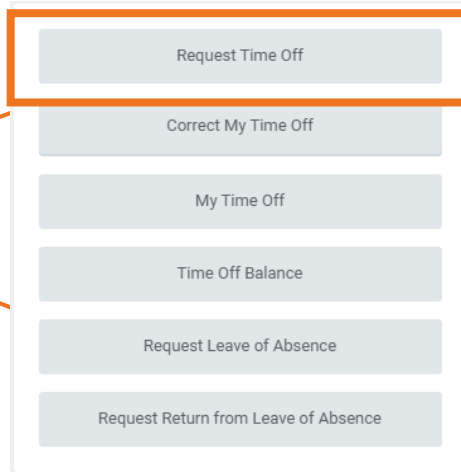 Request Time Off
Correct My Time Off
My Time Off
Time Off Balance
Request Leave of Absence
Request Return from Leave of Absence